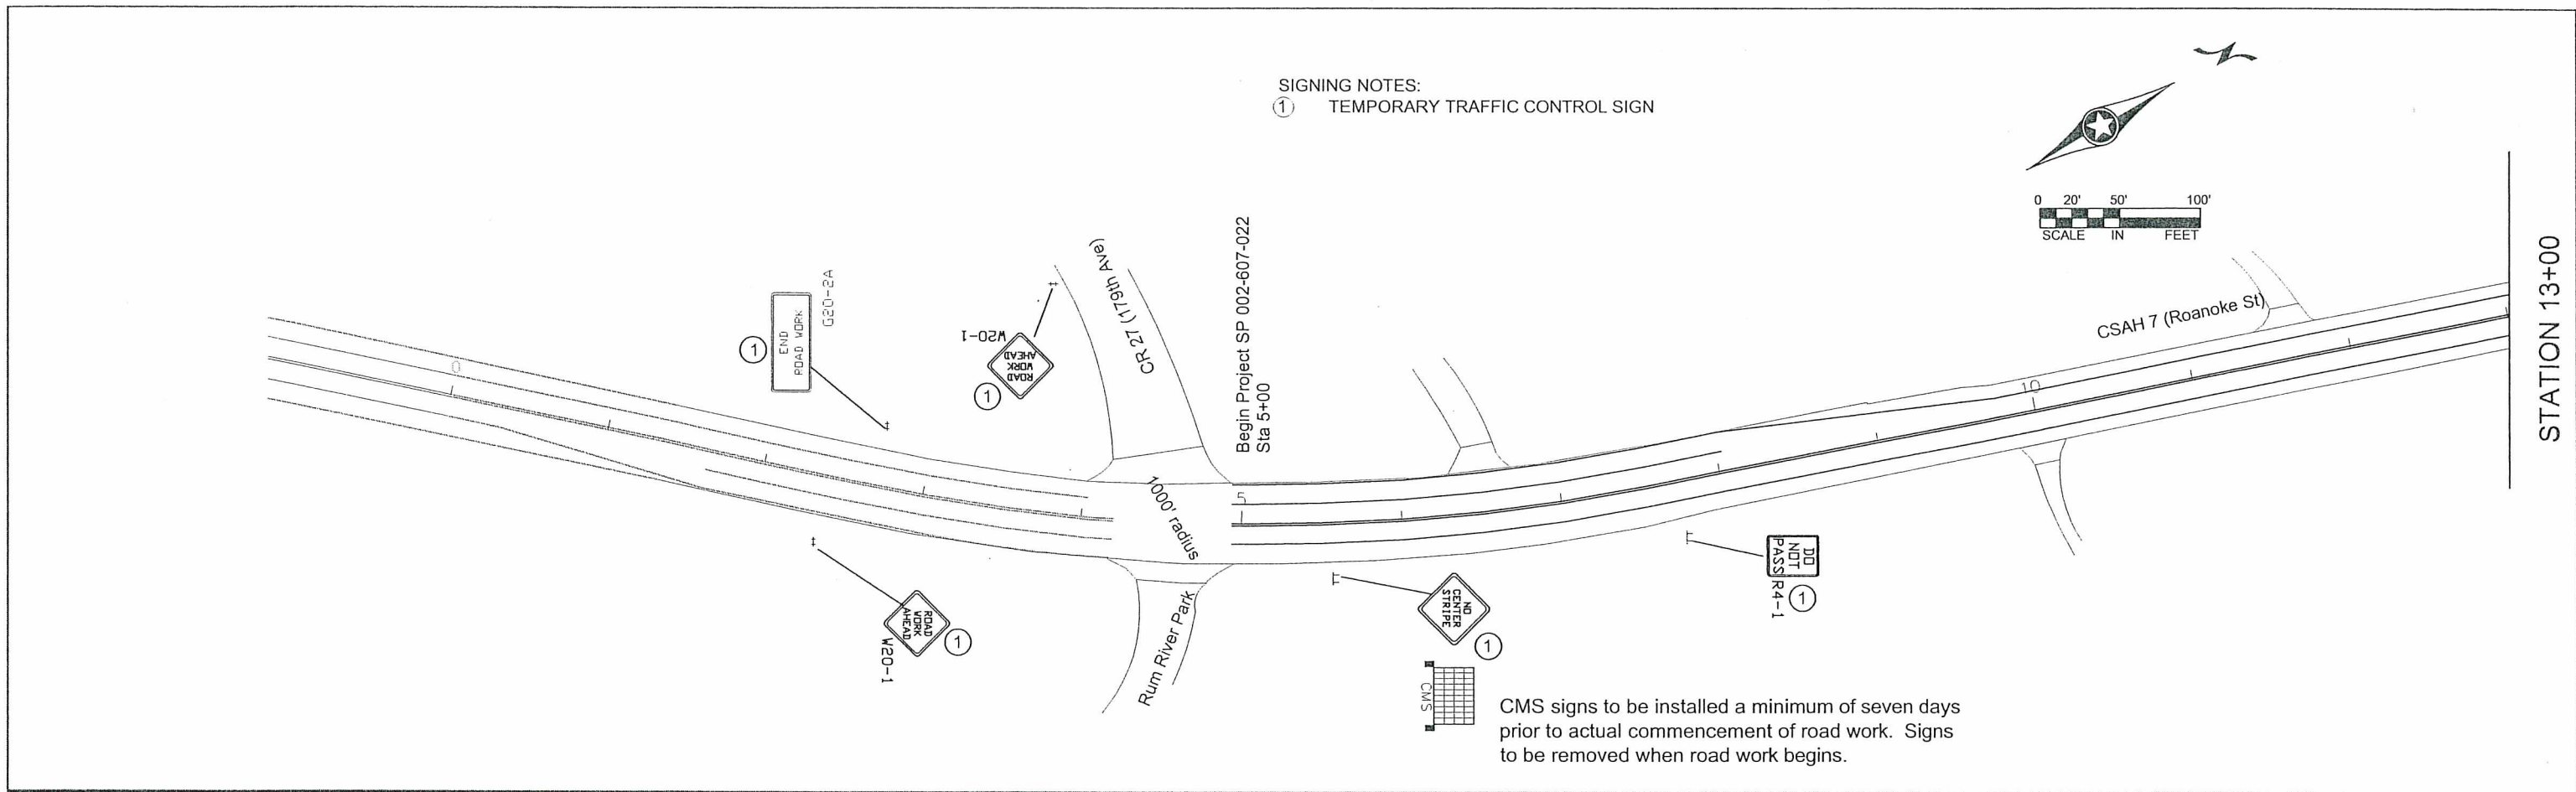 SIGNING NOTES:
1 TEMPORARY TRAFFIC CONTROL SIGN
0 20' 50' 100'
SCALE IN FEET
STATION 13+00
CSAH 7 (Roanoke St)
CR 27 (179th Ave)
Begin Project SP 002-607-022
Sta 5+00
END
ROAD WORK
G20-2A
1
W20-1
ROAD
WORK
AHEAD
1
0
5
10
1000' radius
Rum River Park
ROAD
WORK
AHEAD
W20-1
1
NO
CENTER
STRIPE
1
DO
NOT
PASS
R4-1
1
CMS
CMS signs to be installed a minimum of seven days
prior to actual commencement of road work. Signs
to be removed when road work begins.